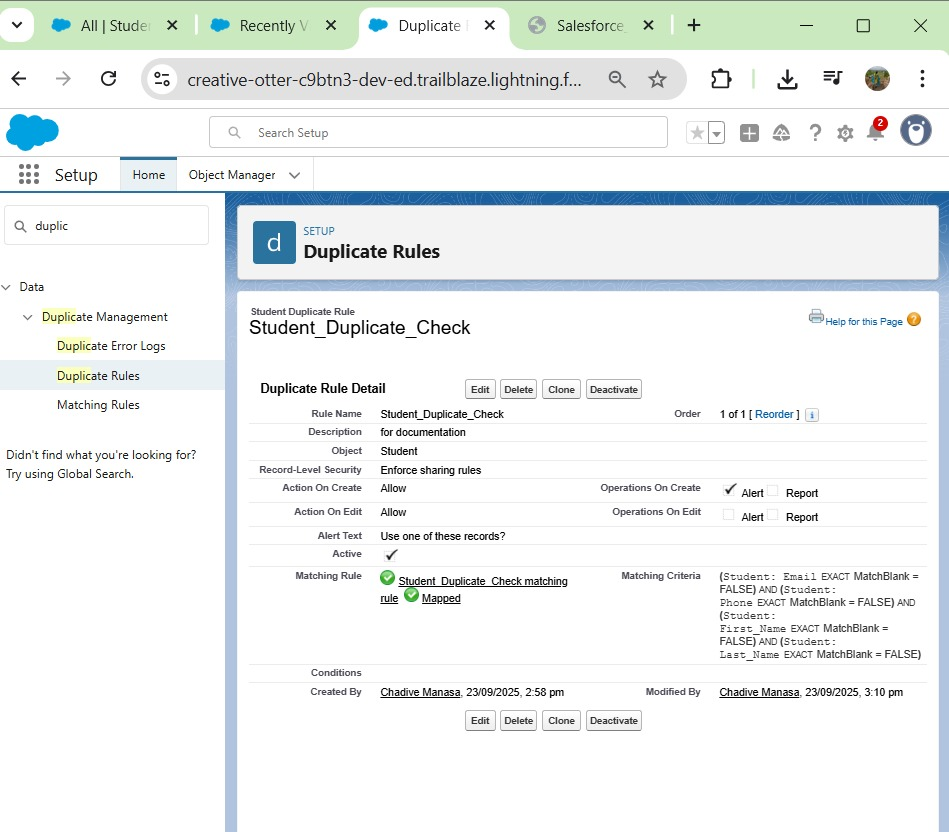 All | Studer
Recently V
Duplicate
Salesforce
creative-otter-c9btn3-dev-ed.trailblaze.lightning.f...
Search Setup
2
Setup
Home
Object Manager
duplic
Data
Duplicate Management
Duplicate Error Logs
Duplicate Rules
Matching Rules
Didn't find what you're looking for?
Try using Global Search.
d
SETUP
Duplicate Rules
Student Duplicate Rule
Student_Duplicate_Check
Help for this Page ?
Duplicate Rule Detail
Edit Delete Clone Deactivate
Rule Name Student_Duplicate_Check Order 1 of 1 [ Reorder ] i
Description for documentation
Object Student
Record-Level Security Enforce sharing rules
Action On Create Allow Operations On Create Alert Report
Action On Edit Allow Operations On Edit Alert Report
Alert Text Use one of these records?
Active
Matching Rule Student_Duplicate_Check matching
rule Mapped
Matching Criteria (Student: Email EXACT MatchBlank =
FALSE) AND (Student:
Phone EXACT MatchBlank = FALSE) AND
(Student:
First_Name EXACT MatchBlank =
FALSE) AND (Student:
Last_Name EXACT MatchBlank = FALSE)
Conditions
Created By Chadive Manasa, 23/09/2025, 2:58 pm Modified By Chadive Manasa, 23/09/2025, 3:10 pm
Edit Delete Clone Deactivate